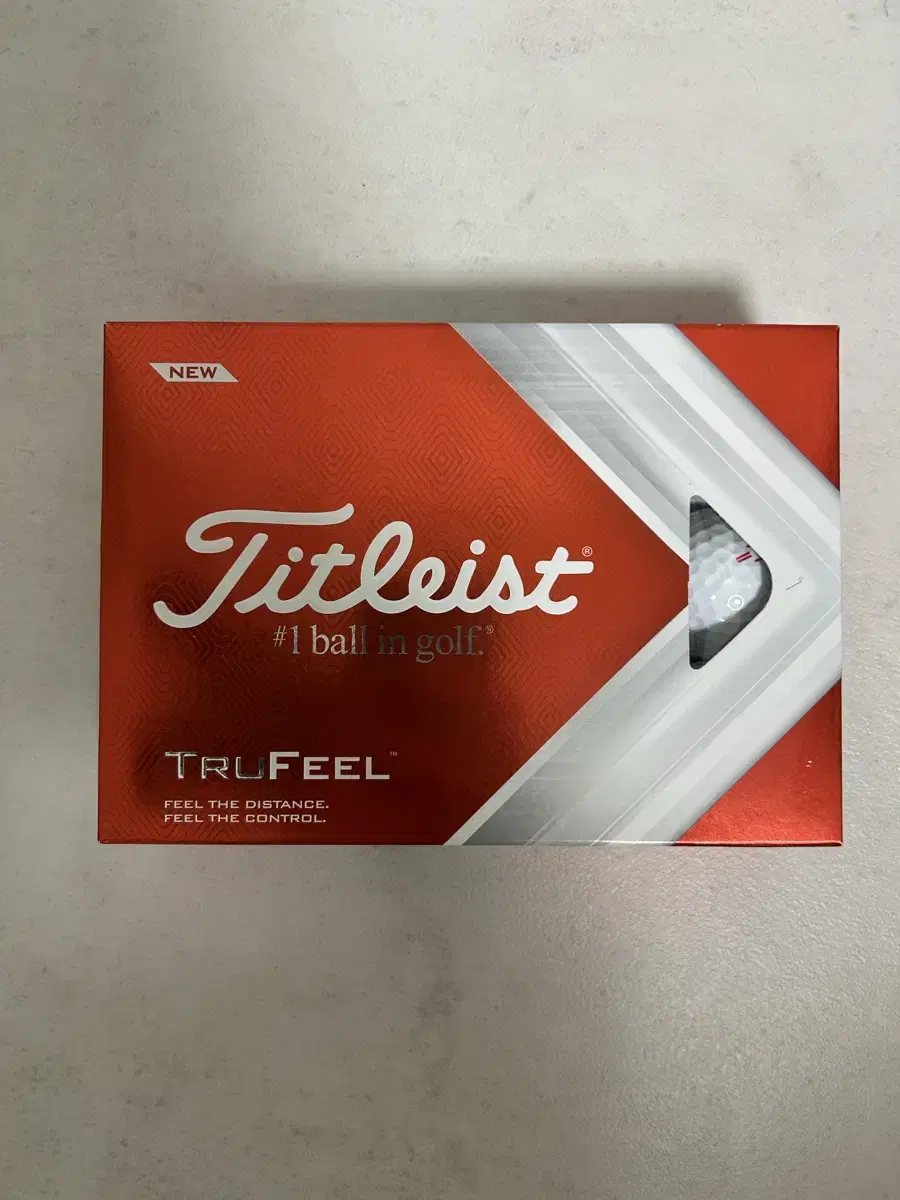 NEW
Titleist®
#1 ball in golf.®
TRUFEEL™
FEEL THE DISTANCE.
FEEL THE CONTROL.